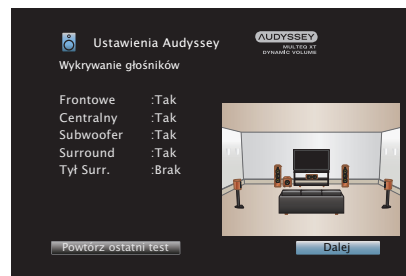 Ustawienia Audyssey
AUDYSSEY
MULTEQ XT
DYNAMIC VOLUME
Wykrywanie głośników
Frontowe :Tak
Centralny :Tak
Subwoofer :Tak
Surround :Tak
Tył Surr. :Brak
Powtórz ostatni test
Dalej